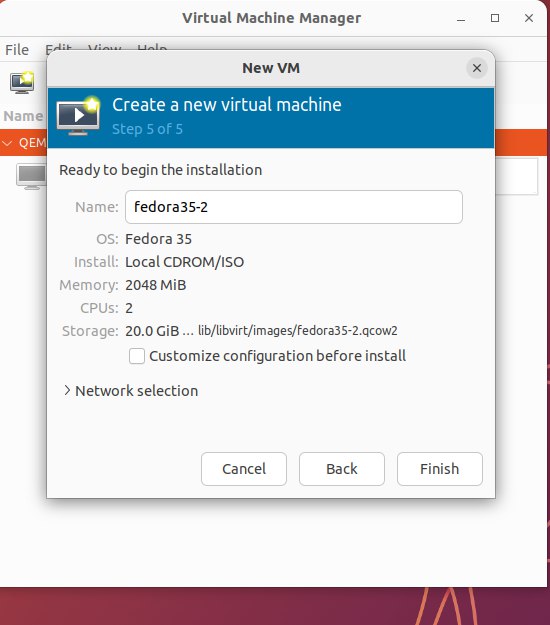 Virtual Machine Manager
File Edit View Help
New VM
Create a new virtual machine
Step 5 of 5
Name
QEM
Ready to begin the installation
Name: fedora35-2
OS: Fedora 35
Install: Local CDROM/ISO
Memory: 2048 MiB
CPUs: 2
Storage: 20.0 GiB ... lib/libvirt/images/fedora35-2.qcow2
Customize configuration before install
Network selection
Cancel Back Finish